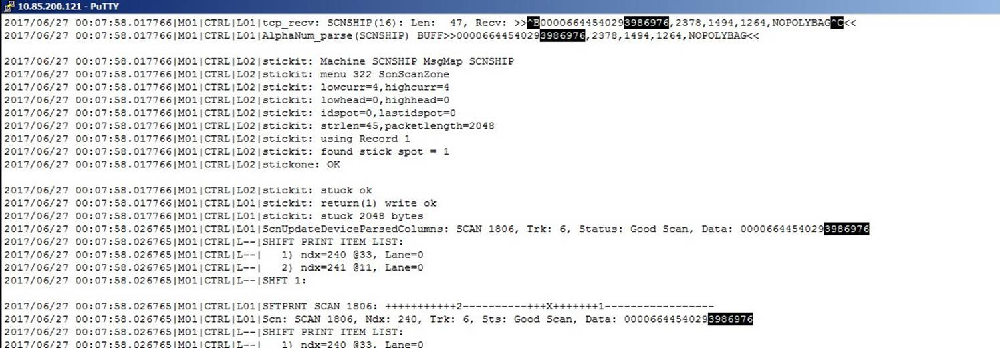 10.85.200.121 - PuTTY
2017/06/27 00:07:58.017766|M01|CTRL|L01|tcp_recv: SCNSHIP(16): Len:  47, Recv: >>^B00006644540293986976,2378,1494,1264,NOPOLYBAG^C<<
2017/06/27 00:07:58.017766|M01|CTRL|L01|AlphaNum_parse(SCNSHIP) BUFF>>00006644540293986976,2378,1494,1264,NOPOLYBAG<<
2017/06/27 00:07:58.017766|M01|CTRL|L02|stickit: Machine SCNSHIP MsgMap SCNSHIP
2017/06/27 00:07:58.017766|M01|CTRL|L02|stickit: menu 322 ScnScanZone
2017/06/27 00:07:58.017766|M01|CTRL|L02|stickit: lowcurr=4,highcurr=4
2017/06/27 00:07:58.017766|M01|CTRL|L02|stickit: lowhead=0,highhead=0
2017/06/27 00:07:58.017766|M01|CTRL|L02|stickit: idspot=0,lastidspot=0
2017/06/27 00:07:58.017766|M01|CTRL|L02|stickit: strlen=45,packetlength=2048
2017/06/27 00:07:58.017766|M01|CTRL|L02|stickit: using Record 1
2017/06/27 00:07:58.017766|M01|CTRL|L02|stickit: found stick spot = 1
2017/06/27 00:07:58.017766|M01|CTRL|L02|stickone: OK
2017/06/27 00:07:58.017766|M01|CTRL|L02|stickit: stuck ok
2017/06/27 00:07:58.017766|M01|CTRL|L01|stickit: return(1) write ok
2017/06/27 00:07:58.017766|M01|CTRL|L01|stickit: stuck 2048 bytes
2017/06/27 00:07:58.026765|M01|CTRL|L01|ScnUpdateDeviceParsedColumns: SCAN 1806, Trk: 6, Status: Good Scan, Data: 00006644540293986976
2017/06/27 00:07:58.026765|M01|CTRL|L--|SHIFT PRINT ITEM LIST:
2017/06/27 00:07:58.026765|M01|CTRL|L--|   1) ndx=240 @33, Lane=0
2017/06/27 00:07:58.026765|M01|CTRL|L--|   2) ndx=241 @11, Lane=0
2017/06/27 00:07:58.026765|M01|CTRL|L--|SHFT 1:
2017/06/27 00:07:58.026765|M01|CTRL|L01|SFTPRNT SCAN 1806: +++++++++++2----------+++X+++++++1-----------------
2017/06/27 00:07:58.026765|M01|CTRL|L01|Scn: SCAN 1806, Ndx: 240, Trk: 6, Sts: Good Scan, Data: 00006644540293986976
2017/06/27 00:07:58.026765|M01|CTRL|L--|SHIFT PRINT ITEM LIST:
2017/06/27 00:07:58.026765|M01|CTRL|L--|   1) ndx=240 @33, Lane=0